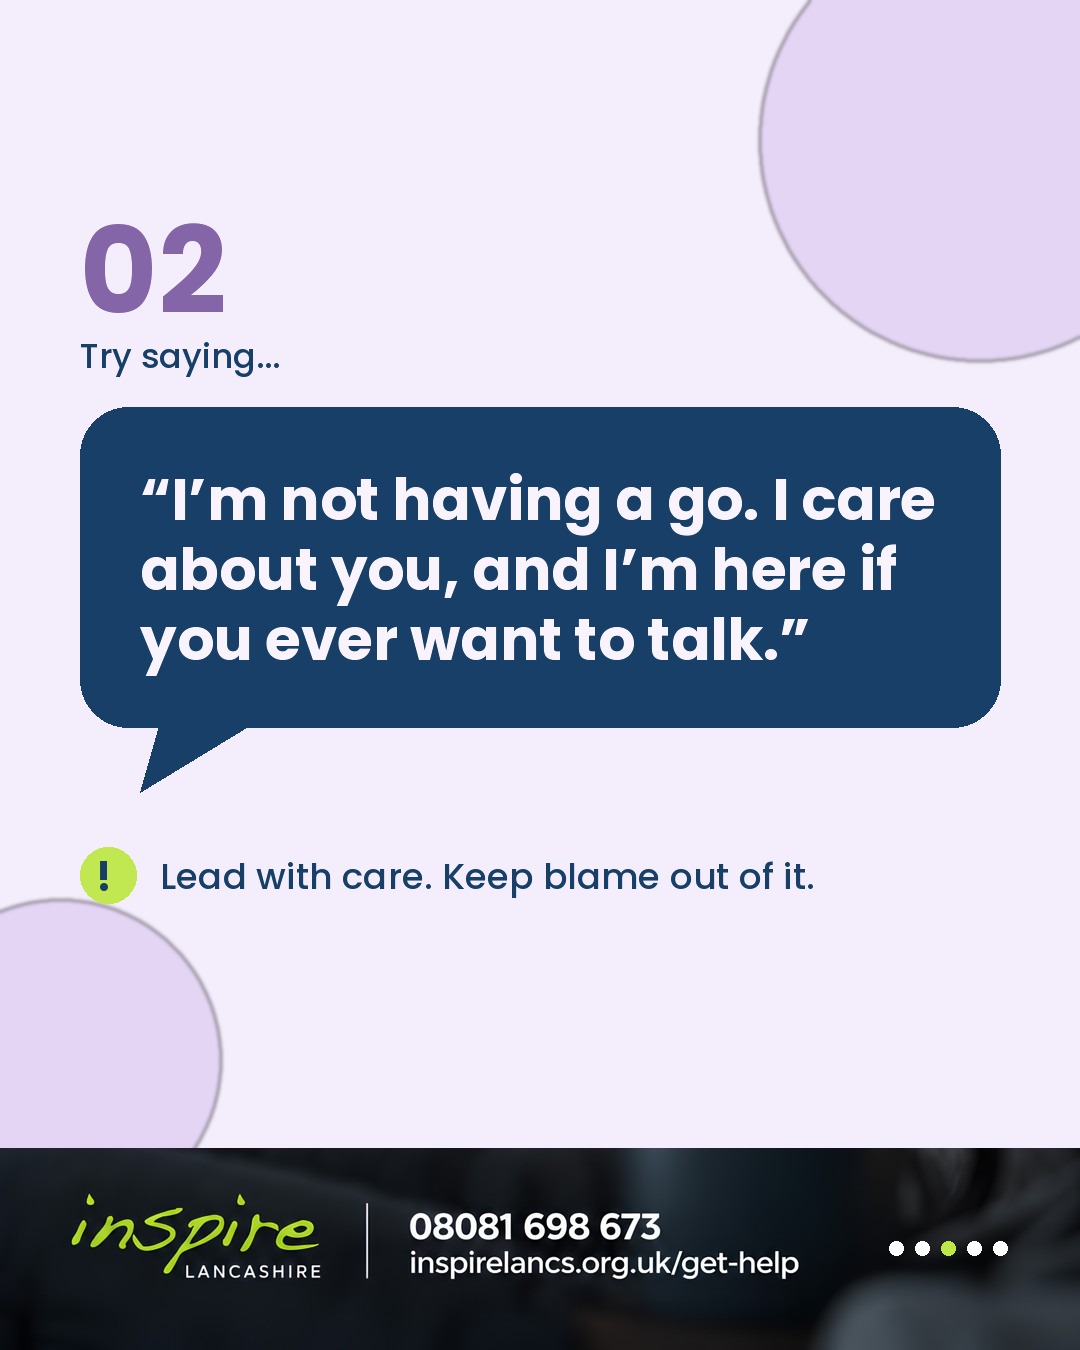 02
Try saying...
“I’m not having a go. I care
about you, and I’m here if
you ever want to talk.”
! Lead with care. Keep blame out of it.
inspire
LANCASHIRE
08081 698 673
inspirelancs.org.uk/get-help